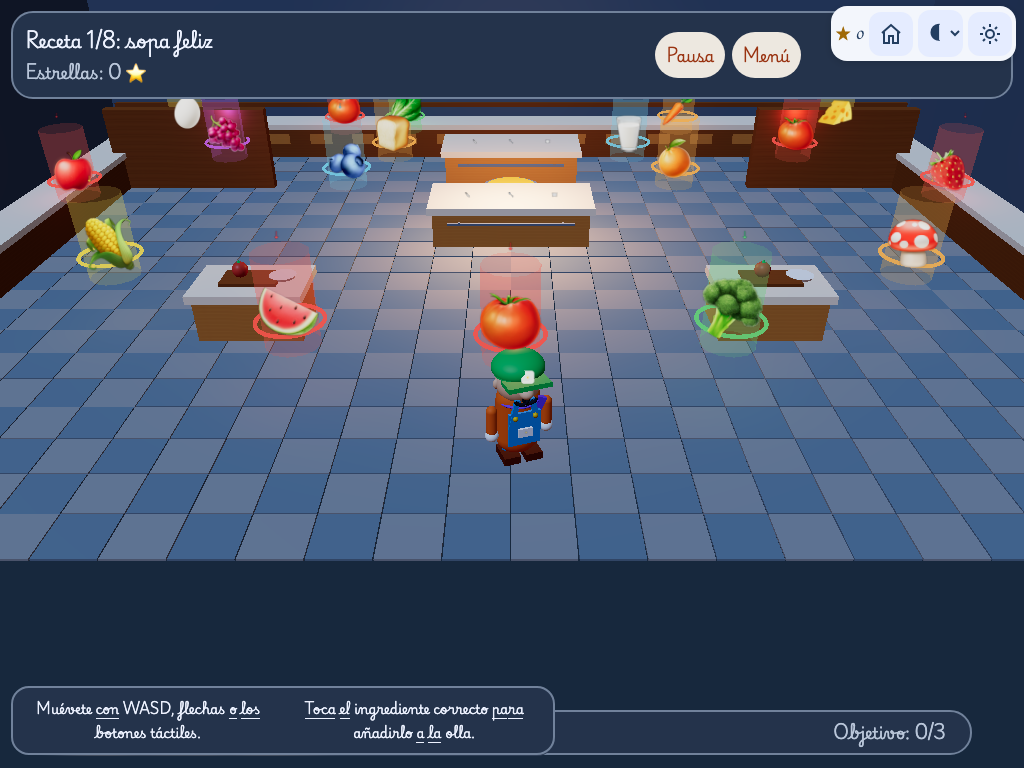 Receta 1/8: sopa feliz
Estrellas: 0
Pausa
Menú
0
Muévete con WASD, flechas o los
botones táctiles.
Toca el ingrediente correcto para
añadirlo a la olla.
Objetivo: 0/3